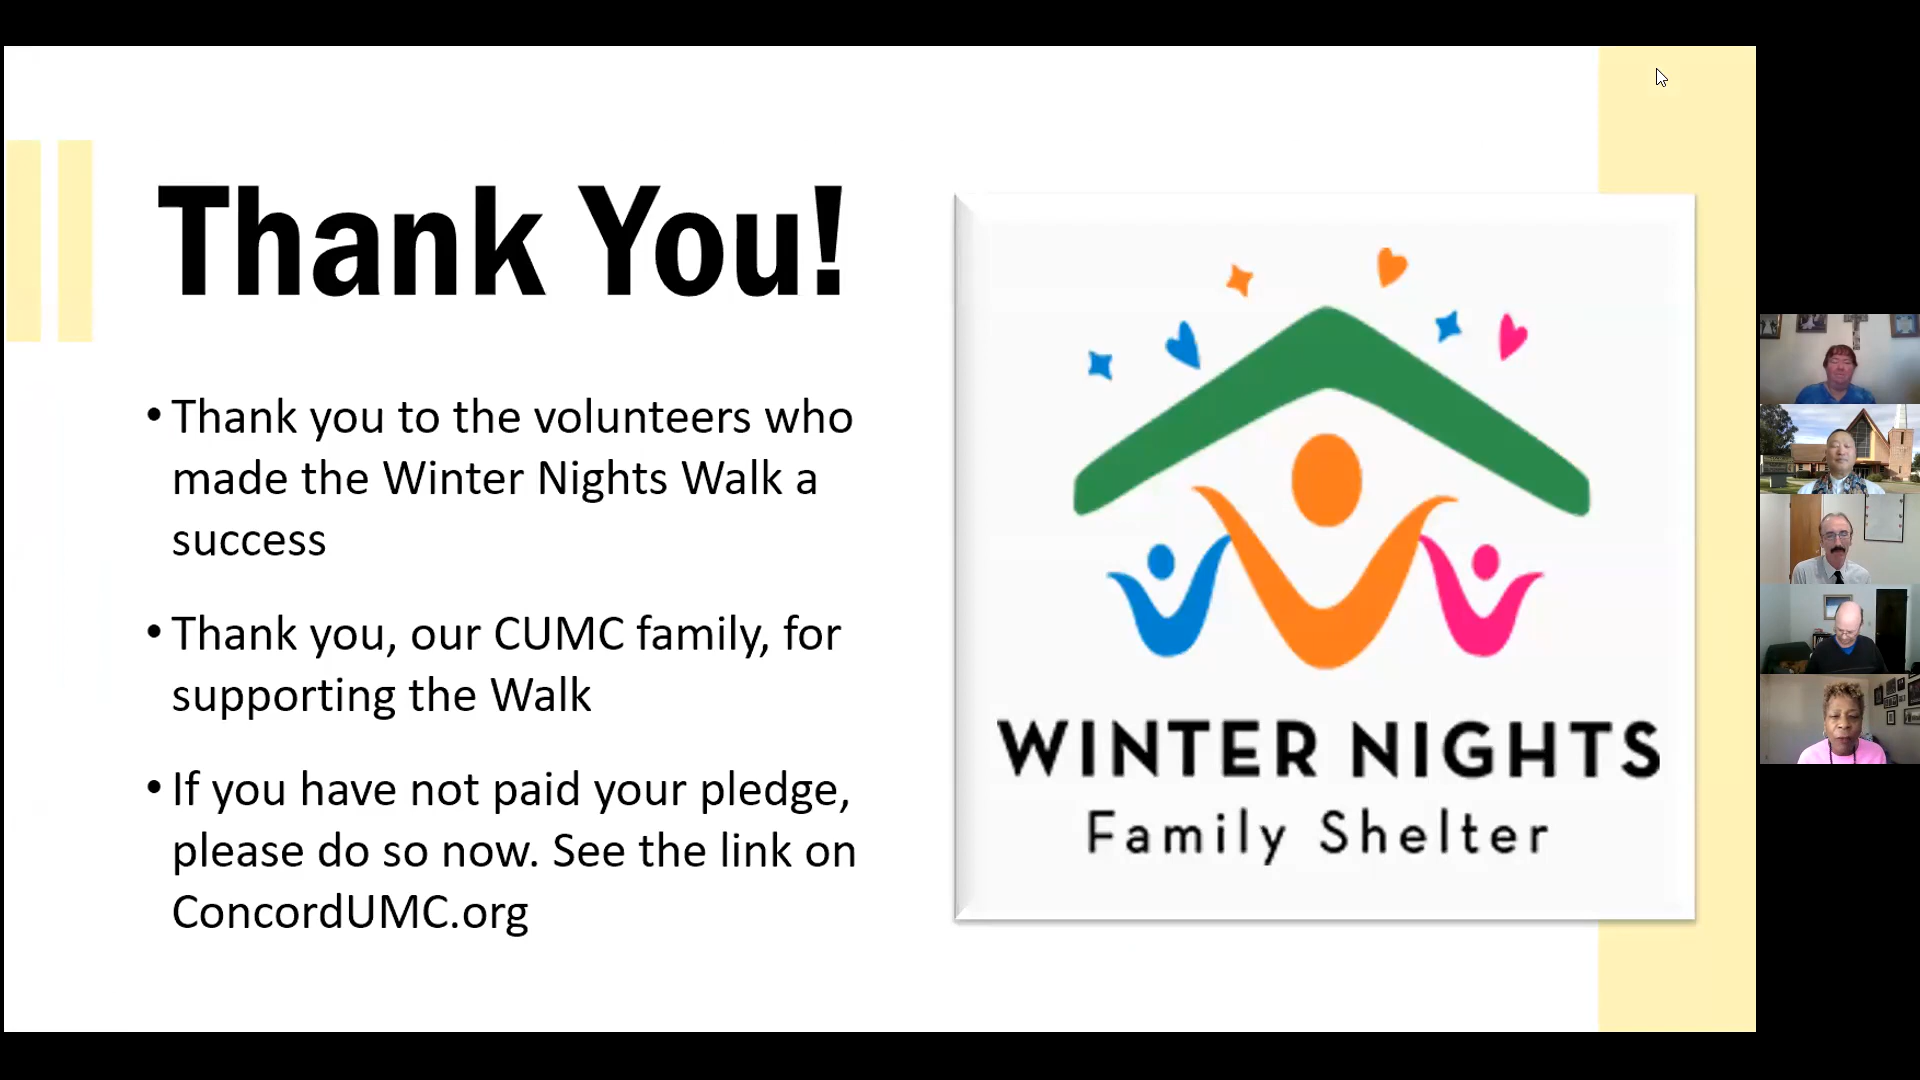 Thank You!
• Thank you to the volunteers who
made the Winter Nights Walk a
success
• Thank you, our CUMC family, for
supporting the Walk
• If you have not paid your pledge,
please do so now. See the link on
ConcordUMC.org
WINTER NIGHTS
Family Shelter